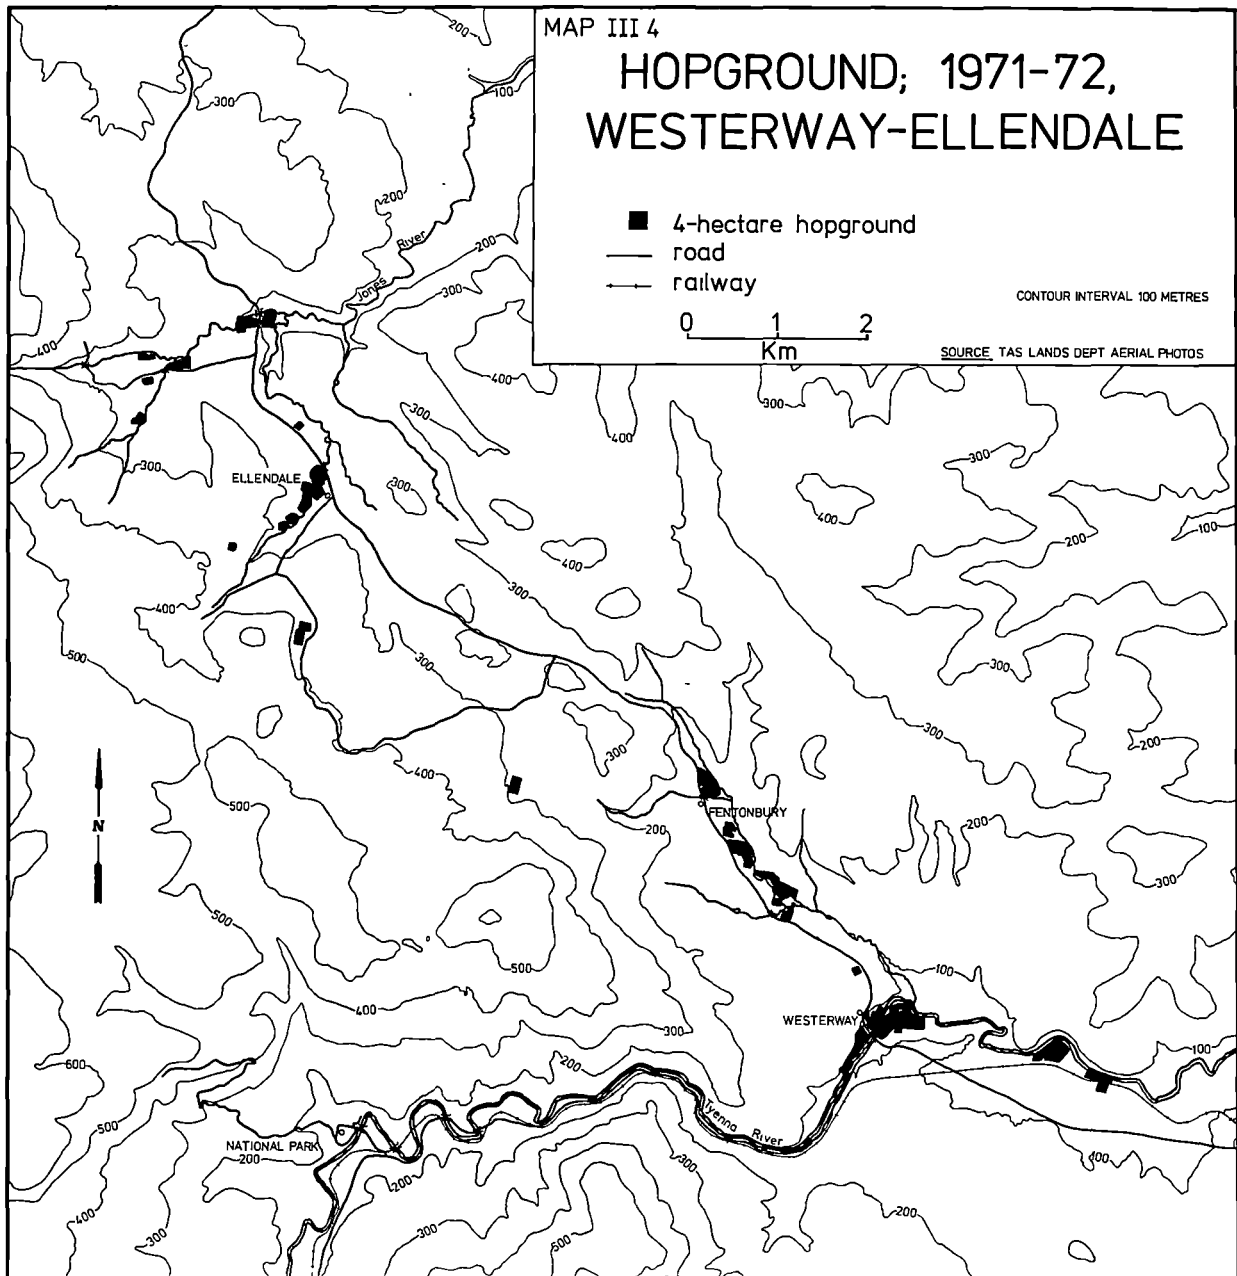 MAP III 4
HOPGROUND; 1971-72,
WESTERWAY-ELLENDALE
4-hectare hopground
road
railway
CONTOUR INTERVAL 100 METRES
0 1 2
Km
SOURCE TAS LANDS DEPT AERIAL PHOTOS
200
100
300
200
River
200
Jones
300
400
400
300
300
400
300
300
ELLENDALE
300
400
100
200
400
300
400
500
300
300
300
300
200
400
500
N
FENTONBURY
200
200
300
500
500
100
400
WESTERWAY
300
600
200
100
Tyenna River
500
NATIONAL PARK
200
300
400
200
400
300
500
200
300